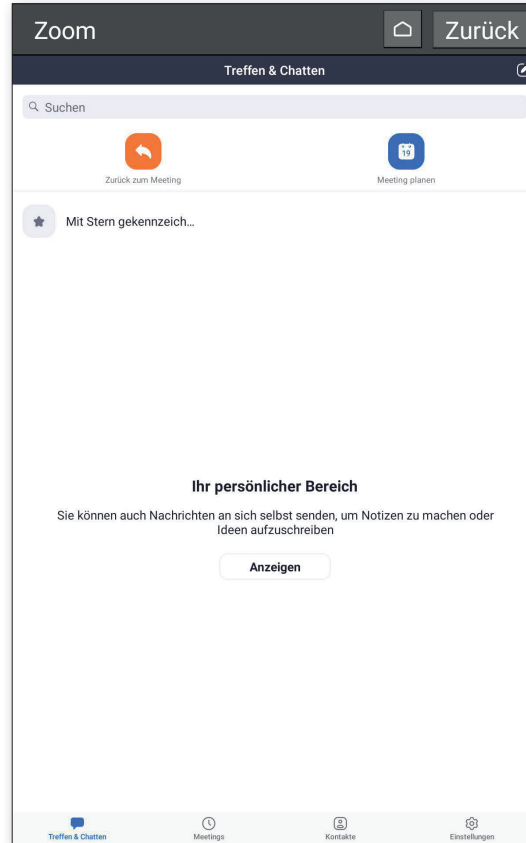 Zoom
Zurück
Treffen & Chatten
Suchen
19
Zurück zum Meeting
Meeting planen
Mit Stern gekennzeich...
Ihr persönlicher Bereich
Sie können auch Nachrichten an sich selbst senden, um Notizen zu machen oder
Ideen aufzuschreiben
Anzeigen
Treffen & Chatten
Meetings
Kontakte
Einstellungen